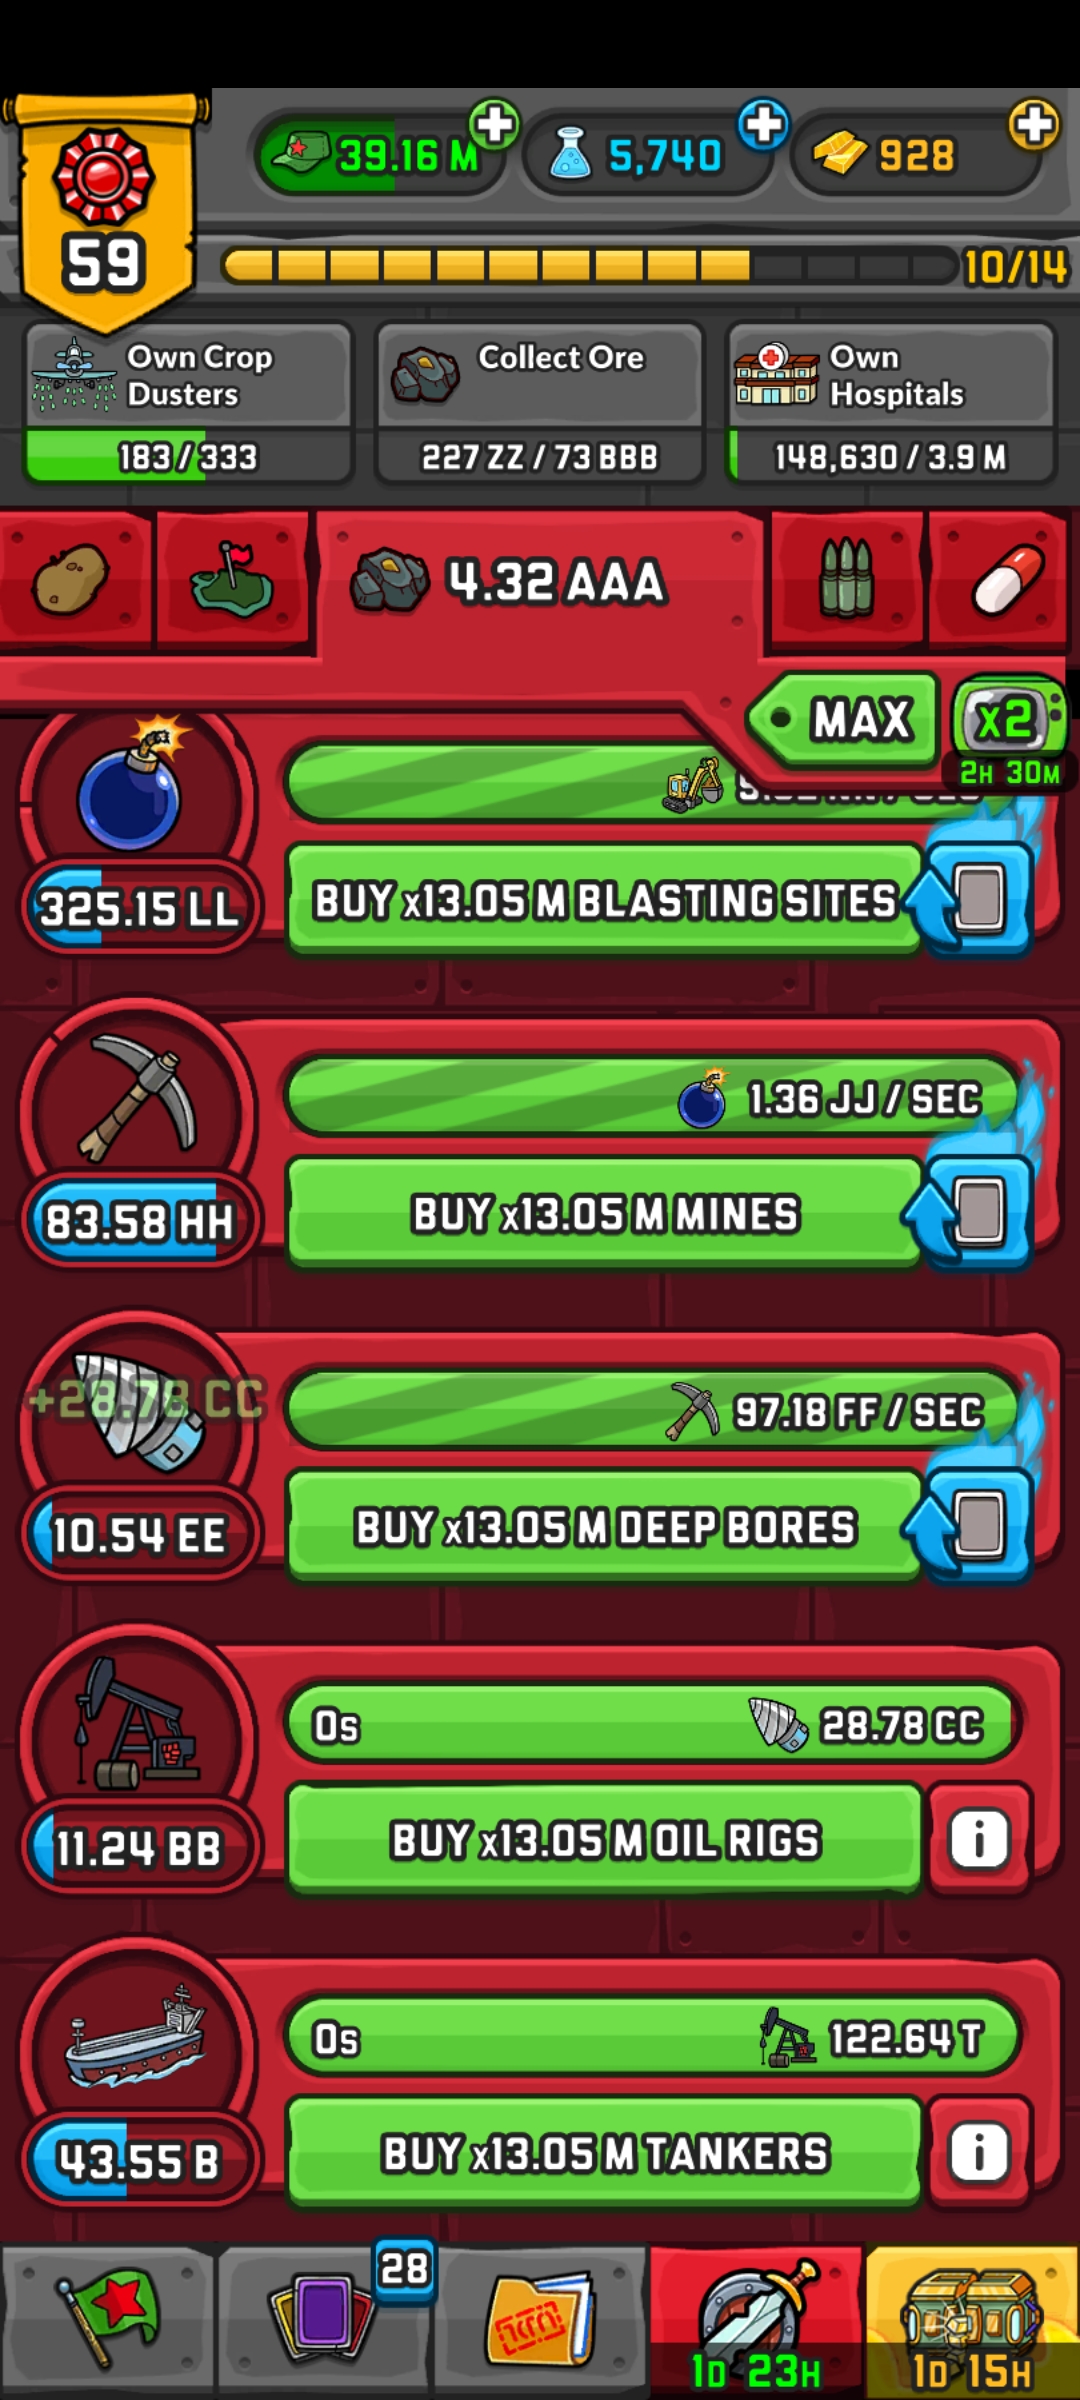 39.16 M
5,740
928
59
10/14
Own Crop
Dusters
183/333
Collect Ore
227 ZZ / 73 BBB
Own
Hospitals
148,630 / 3.9 M
4.32 AAA
MAX
x2
2H 30M
325.15 LL
BUY x13.05 M BLASTING SITES
1.36 JJ / SEC
83.58 HH
BUY x13.05 M MINES
+28.78 CC
97.18 FF / SEC
10.54 EE
BUY x13.05 M DEEP BORES
0s
28.78 CC
11.24 BB
BUY x13.05 M OIL RIGS
i
0s
122.64 T
43.55 B
BUY x13.05 M TANKERS
i
28
1D 23H
1D 15H